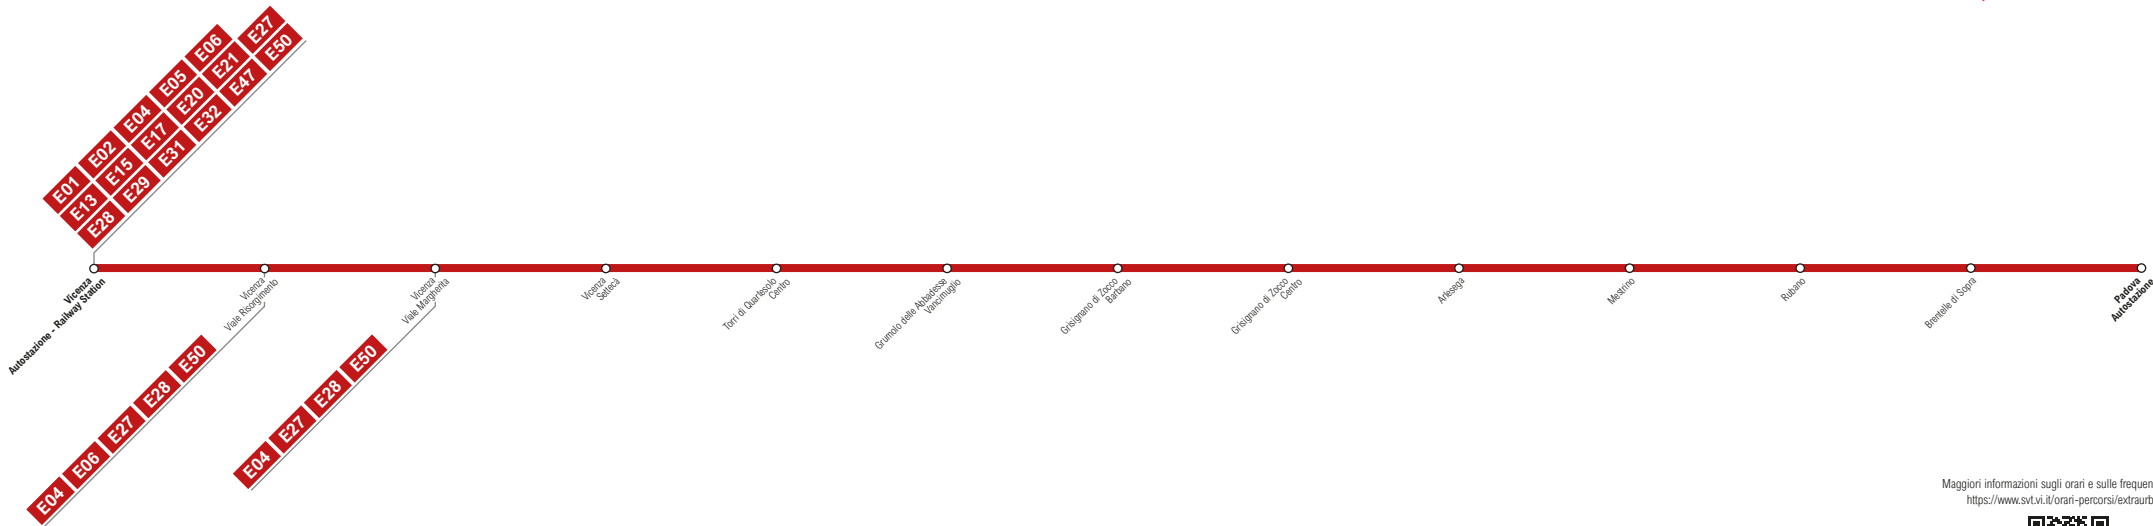 E01 E02 E04 E05 E06
E13 E15 E17 E20 E21 E27
E28 E29 E31 E32 E47 E50
Vicenza
Autostazione - Railway Station
Vicenza
Viale Risorgimento
E04 E06 E27 E28 E50
Vicenza
Viale Margherita
E04 E27 E28 E50
Vicenza
Settecà
Torri di Quartesolo
Centro
Grumolo delle Abbadesse
Vancimuglio
Grisignano di Zocco
Barbano
Grisignano di Zocco
Centro
Arlesega
Mestrino
Rubano
Brentelle di Sopra
Padova
Autostazione
Maggiori informazioni sugli orari e sulle frequen
https://www.svt.vi.it/orari-percorsi/extraurb